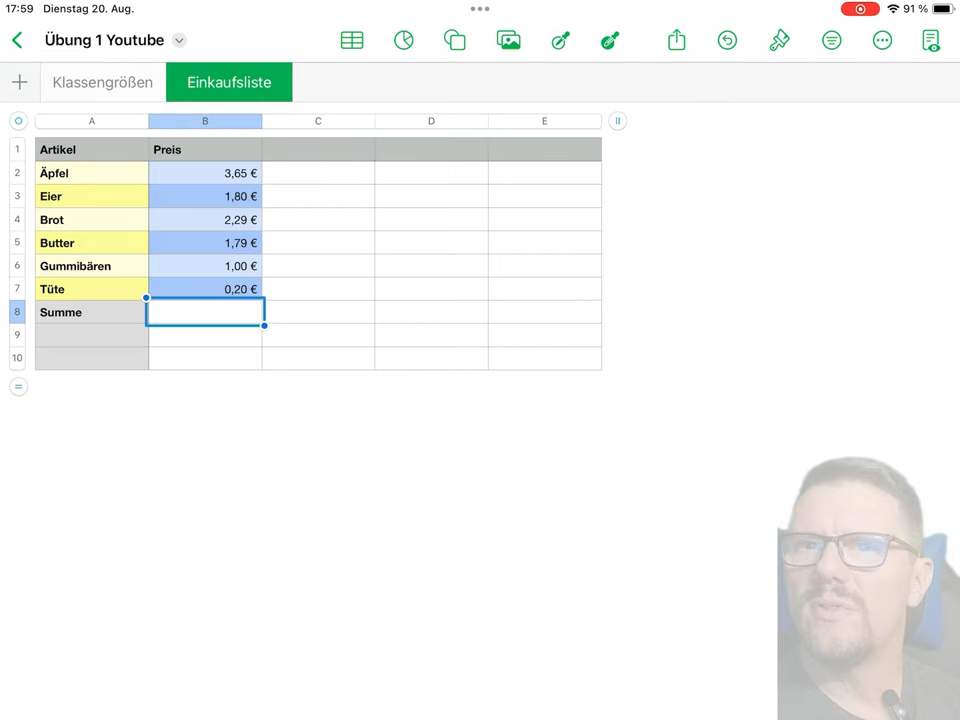 17:59 Dienstag 20. Aug. 91 %
Übung 1 Youtube
Klassengrößen Einkaufsliste
A B C D E
1 Artikel Preis
2 Äpfel 3,65 €
3 Eier 1,80 €
4 Brot 2,29 €
5 Butter 1,79 €
6 Gummibären 1,00 €
7 Tüte 0,20 €
8 Summe
9
10